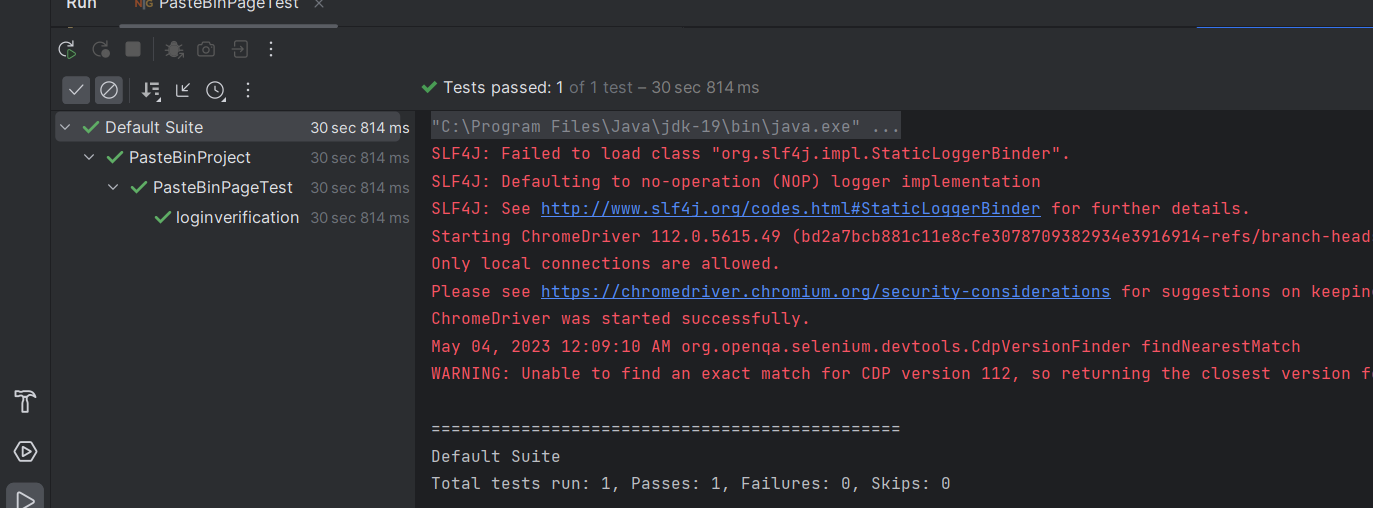 Run PasteBinPageTest
Tests passed: 1 of 1 test – 30 sec 814 ms
Default Suite 30 sec 814 ms
PasteBinProject 30 sec 814 ms
PasteBinPageTest 30 sec 814 ms
loginverification 30 sec 814 ms
"C:\Program Files\Java\jdk-19\bin\java.exe" ...
SLF4J: Failed to load class "org.slf4j.impl.StaticLoggerBinder".
SLF4J: Defaulting to no-operation (NOP) logger implementation
SLF4J: See http://www.slf4j.org/codes.html#StaticLoggerBinder for further details.
Starting ChromeDriver 112.0.5615.49 (bd2a7bcb881c11e8cfe3078709382934e3916914-refs/branch-head
Only local connections are allowed.
Please see https://chromedriver.chromium.org/security-considerations for suggestions on keeping
ChromeDriver was started successfully.
May 04, 2023 12:09:10 AM org.openqa.selenium.devtools.CdpVersionFinder findNearestMatch
WARNING: Unable to find an exact match for CDP version 112, so returning the closest version f
===============================================
Default Suite
Total tests run: 1, Passes: 1, Failures: 0, Skips: 0